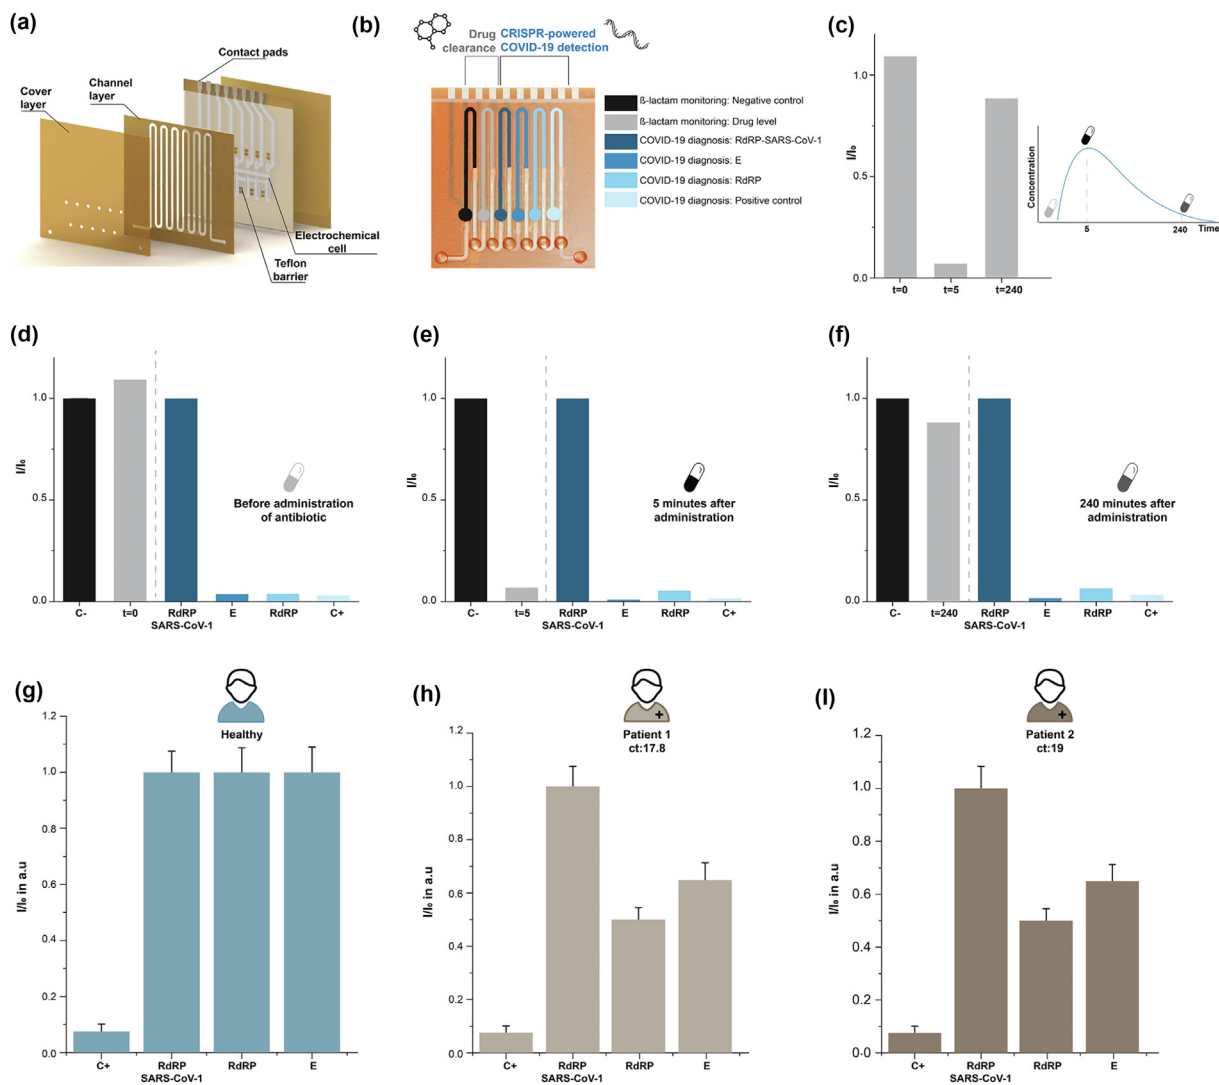 (a)
Contact pads
Channel
layer
Cover
layer
Electrochemical
cell
Teflon
barrier
(b)
Drug
clearance
CRISPR-powered
COVID-19 detection
ß-lactam monitoring: Negative control
ß-lactam monitoring: Drug level
COVID-19 diagnosis: RdRP-SARS-CoV-1
COVID-19 diagnosis: E
COVID-19 diagnosis: RdRP
COVID-19 diagnosis: Positive control
(c)
I/I₀
1.0
0.5
0.0
t=0
t=5
t=240
Concentration
5
240
Time
(d)
I/I₀
1.0
0.5
0.0
Before administration
of antibiotic
C-
t=0
RdRP
SARS-CoV-1
E
RdRP
C+
(e)
I/I₀
1.0
0.5
0.0
5 minutes after
administration
C-
t=5
RdRP
SARS-CoV-1
E
RdRP
C+
(f)
I/I₀
1.0
0.5
0.0
240 minutes after
administration
C-
t=240
RdRP
SARS-CoV-1
E
RdRP
C+
(g)
Healthy
I/I₀ in a.u
1.2
1.0
0.8
0.6
0.4
0.2
0.0
C+
RdRP
SARS-CoV-1
RdRP
E
(h)
Patient 1
ct:17.8
I/I₀ in a.u
1.2
1.0
0.8
0.6
0.4
0.2
0.0
C+
RdRP
SARS-CoV-1
RdRP
E
(I)
Patient 2
ct:19
I/I₀ in a.u
1.2
1.0
0.8
0.6
0.4
0.2
0.0
C+
RdRP
SARS-CoV-1
RdRP
E